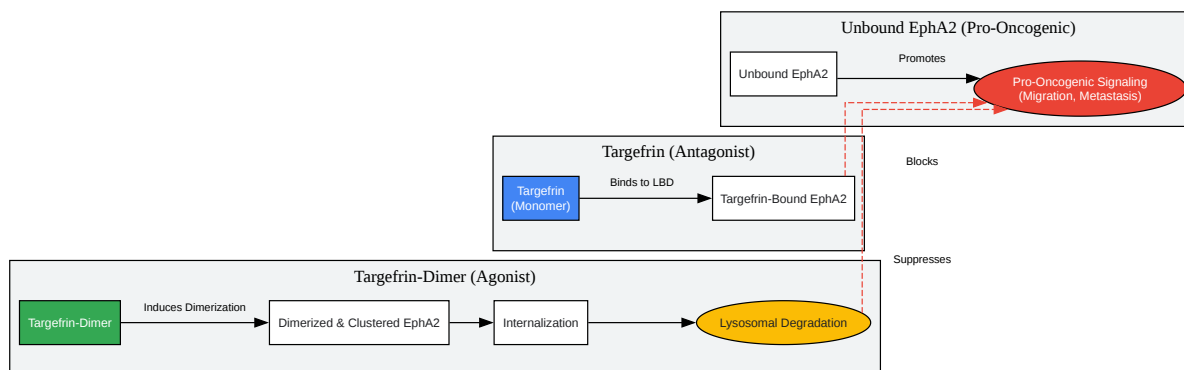 Unbound EphA2 (Pro-Oncogenic)
Unbound EphA2
Promotes
Pro-Oncogenic Signaling
(Migration, Metastasis)
Targefrin (Antagonist)
Blocks
Targefrin
(Monomer)
Binds to LBD
Targefrin-Bound EphA2
Suppresses
Targefrin-Dimer (Agonist)
Targefrin-Dimer
Induces Dimerization
Dimerized & Clustered EphA2
Internalization
Lysosomal Degradation